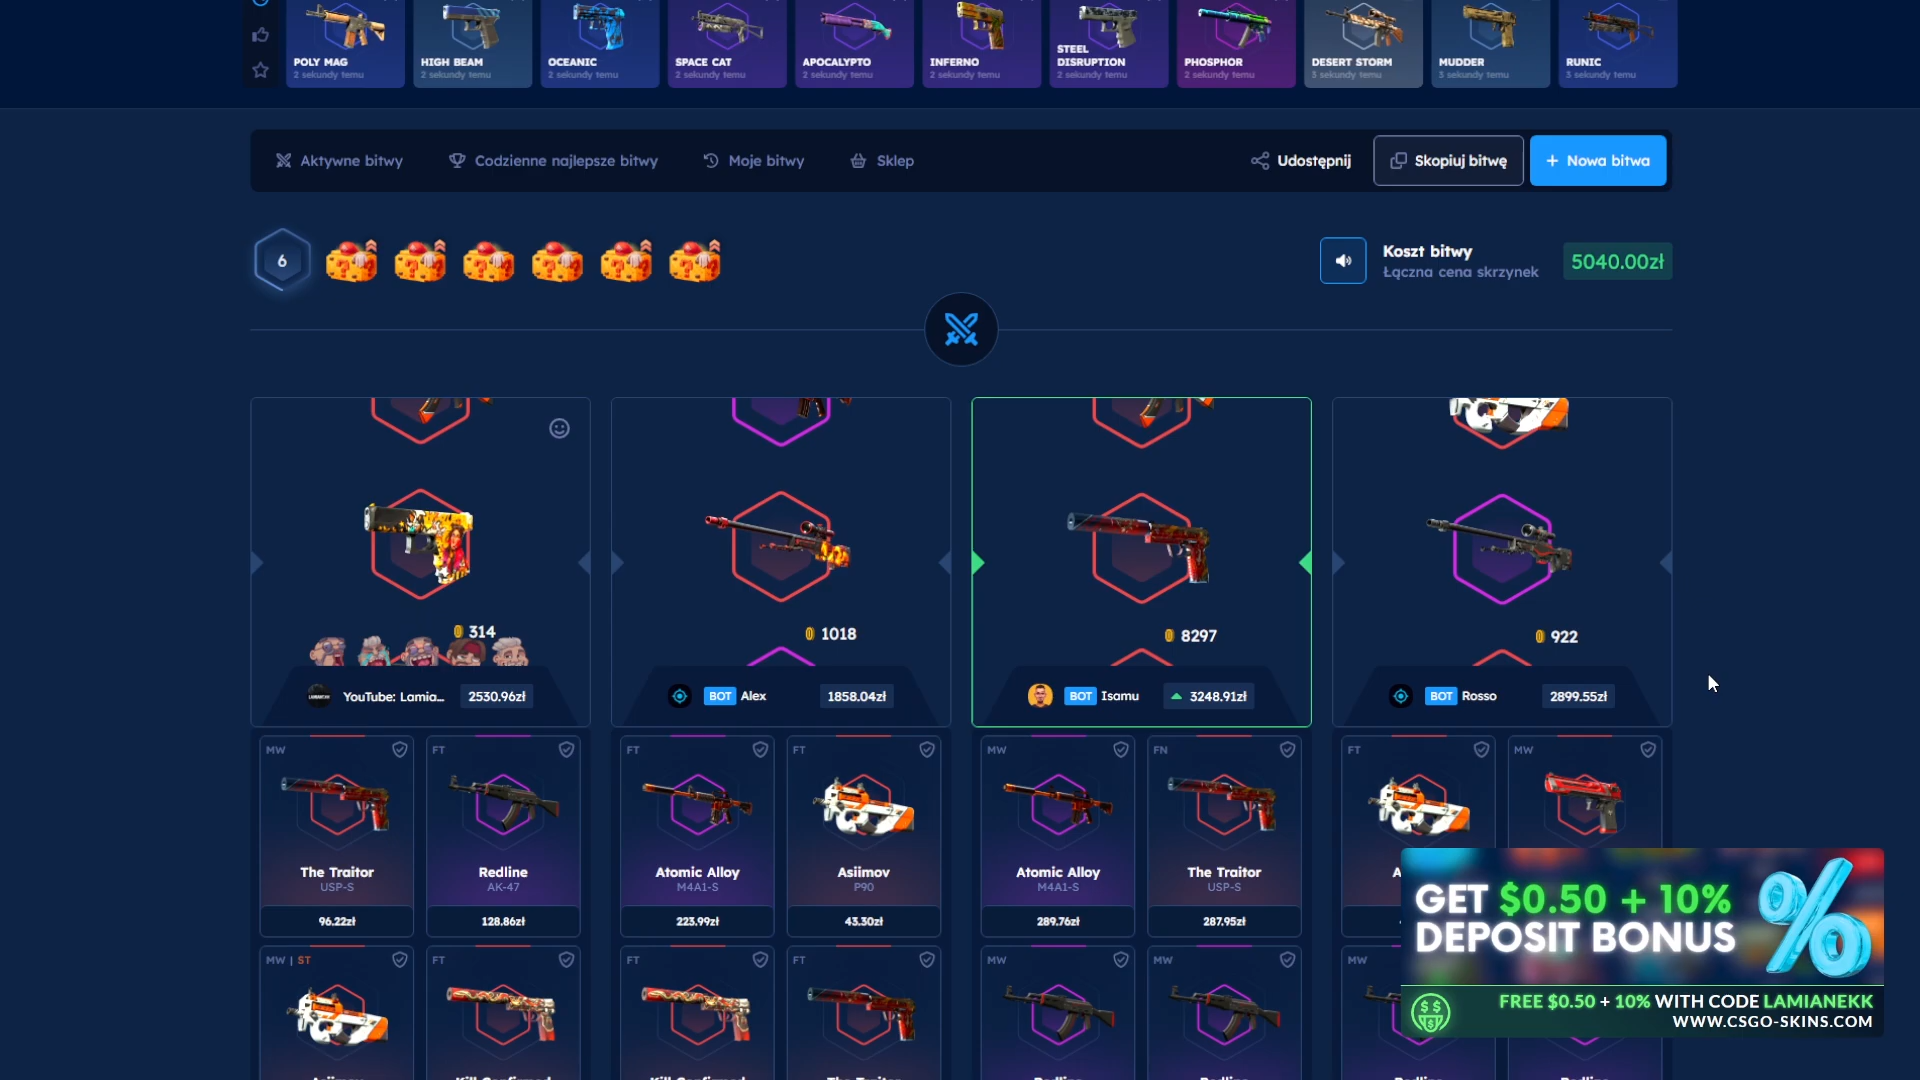 POLY MAG
2 sekundy temu
HIGH BEAM
2 sekundy temu
OCEANIC
2 sekundy temu
SPACE CAT
2 sekundy temu
APOCALYPTO
2 sekundy temu
INFERNO
2 sekundy temu
STEEL
DISRUPTION
2 sekundy temu
PHOSPHOR
2 sekundy temu
DESERT STORM
3 sekundy temu
MUDDER
3 sekundy temu
RUNIC
3 sekundy temu
Aktywne bitwy
Codzienne najlepsze bitwy
Moje bitwy
Sklep
Udostępnij
Skopiuj bitwę
+ Nowa bitwa
6
Koszt bitwy
Łączna cena skrzynek
5040.00zł
314
1018
8297
922
YouTube: Lamia...
2530.96zł
BOT Alex
1858.04zł
BOT Isamu
3248.91zł
BOT Rosso
2899.55zł
MW
The Traitor
USP-S
96.22zł
FT
Redline
AK-47
128.86zł
FT
Atomic Alloy
M4A1-S
223.99zł
FT
Asiimov
P90
43.30zł
MW
Atomic Alloy
M4A1-S
289.76zł
FN
The Traitor
USP-S
287.95zł
FT
MW
MW | ST
FT
FT
FT
MW
MW
MW
GET $0.50 + 10%
DEPOSIT BONUS
FREE $0.50 + 10% WITH CODE LAMIANEKK
WWW.CSGO-SKINS.COM